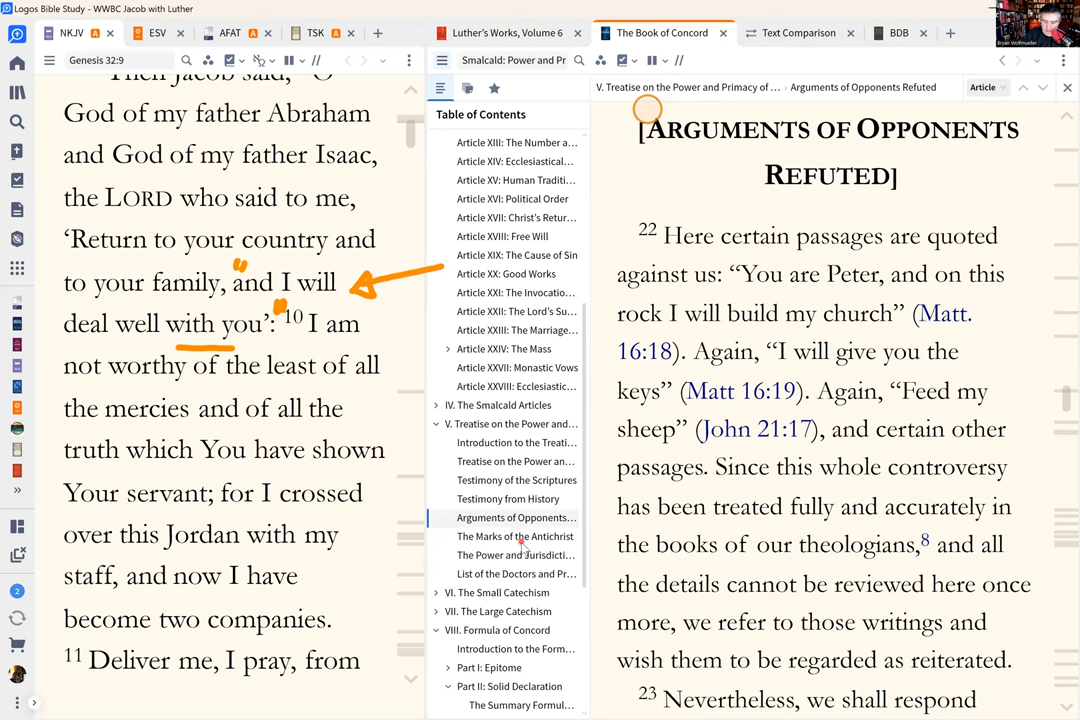 Logos Bible Study - WWBC Jacob with Luther
NKJV A
ESV
AFAT A
TSK A
Luther's Works, Volume 6
The Book of Concord
Text Comparison
BDB
Bryan Wolfmueller
Genesis 32:9
Smalcald: Power and Pr
Then Jacob said, “O
God of my father Abraham
and God of my father Isaac,
the LORD who said to me,
‘Return to your country and
to your family, and I will
deal well with you’: 10 I am
not worthy of the least of all
the mercies and of all the
truth which You have shown
Your servant; for I crossed
over this Jordan with my
staff, and now I have
become two companies.
11 Deliver me, I pray, from
2
Table of Contents
Article XIII: The Number a...
Article XIV: Ecclesiastical...
Article XV: Human Traditi...
Article XVI: Political Order
Article XVII: Christ's Retur...
Article XVIII: Free Will
Article XIX: The Cause of Sin
Article XX: Good Works
Article XXI: The Invocatio...
Article XXII: The Lord's Su...
Article XXIII: The Marriage...
Article XXIV: The Mass
Article XXVII: Monastic Vows
Article XXVIII: Ecclesiastic...
IV. The Smalcald Articles
V. Treatise on the Power and...
Introduction to the Treati...
Treatise on the Power an...
Testimony of the Scriptures
Testimony from History
Arguments of Opponents...
The Marks of the Antichrist
The Power and Jurisdicti...
List of the Doctors and Pr...
VI. The Small Catechism
VII. The Large Catechism
VIII. Formula of Concord
Introduction to the Form...
Part I: Epitome
Part II: Solid Declaration
The Summary Formul...
V. Treatise on the Power and Primacy of ... › Arguments of Opponents Refuted
Article
[ARGUMENTS OF OPPONENTS
REFUTED]
22 Here certain passages are quoted
against us: “You are Peter, and on this
rock I will build my church” (Matt.
16:18). Again, “I will give you the
keys” (Matt 16:19). Again, “Feed my
sheep” (John 21:17), and certain other
passages. Since this whole controversy
has been treated fully and accurately in
the books of our theologians,8 and all
the details cannot be reviewed here once
more, we refer to those writings and
wish them to be regarded as reiterated.
23 Nevertheless, we shall respond